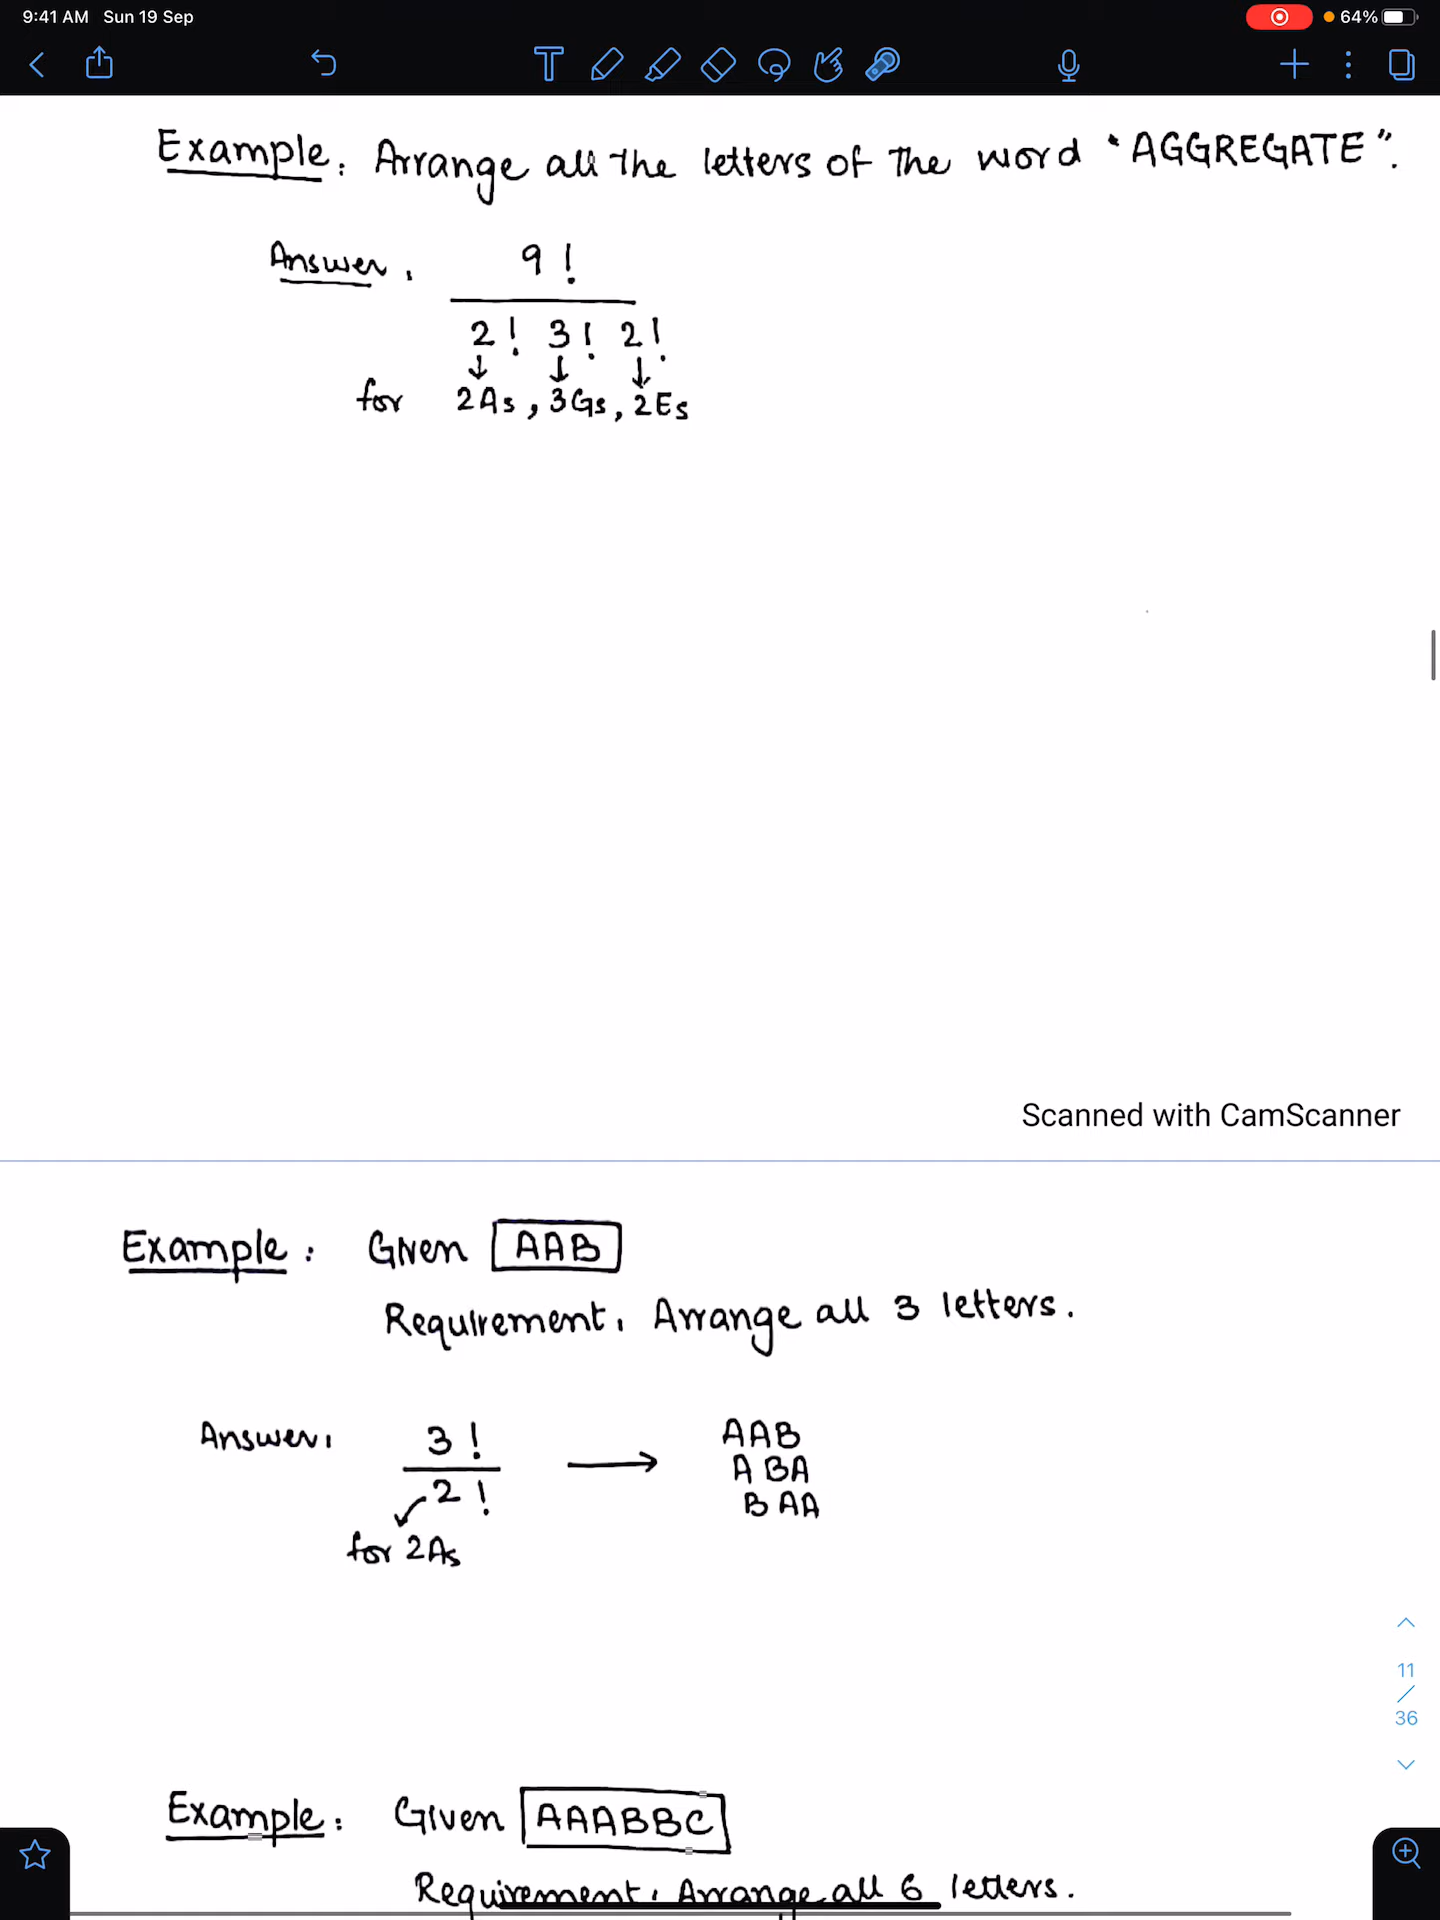 9:41 AM Sun 19 Sep
64%
Example: Arrange all the letters of the word "AGGREGATE".
Answer. 9!
2! 3! 2!
for 2As, 3Gs, 2Es
Scanned with CamScanner
Example: Given AAB
Requirement. Arrange all 3 letters.
Answer. 3! → AAB
ABA
2! BAA
for 2As
11
/
36
Example: Given AAABBC
Requirement. Arrange all 6 letters.